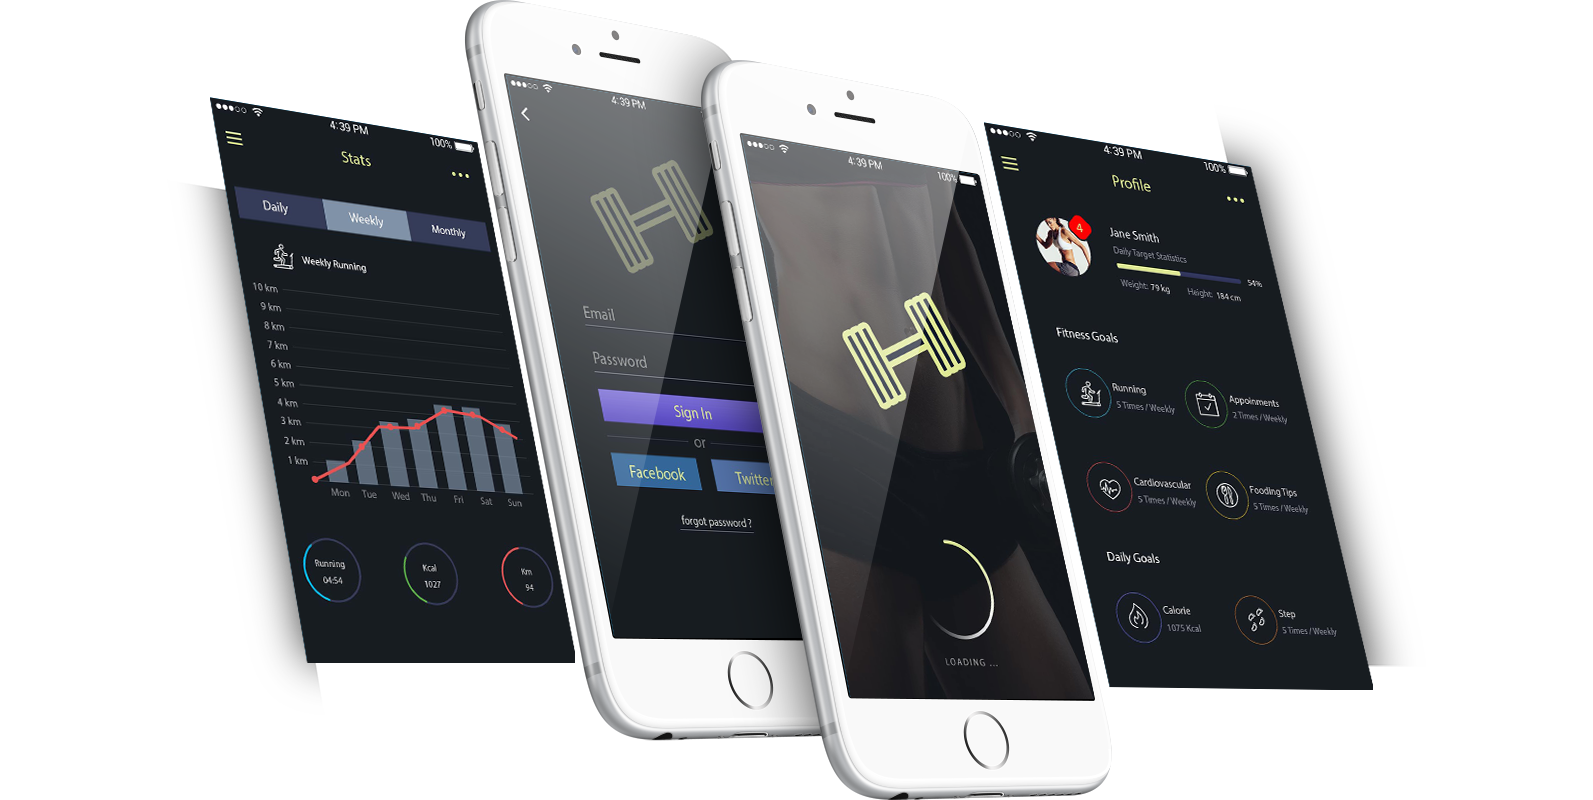 4:39 PM
100%
Stats
Daily
Weekly
Monthly
Weekly Running
10 km
9 km
8 km
7 km
6 km
5 km
4 km
3 km
2 km
1 km
Mon Tue Wed Thu Fri Sat Sun
Running
04:54
Kcal
1027
Km
94
4:39 PM
Email
Password
Sign In
or
Facebook
Twitter
forgot password ?
4:39 PM
100%
LOADING ...
4:39 PM
100%
Profile
4
Jane Smith
Daily Target Statistics
54%
Weight: 79 kg
Height: 184 cm
Fitness Goals
Running
5 Times / Weekly
Appoinments
2 Times / Weekly
Cardiovascular
5 Times / Weekly
Fooding Tips
5 Times / Weekly
Daily Goals
Calorie
1075 Kcal
Step
5 Times / Weekly